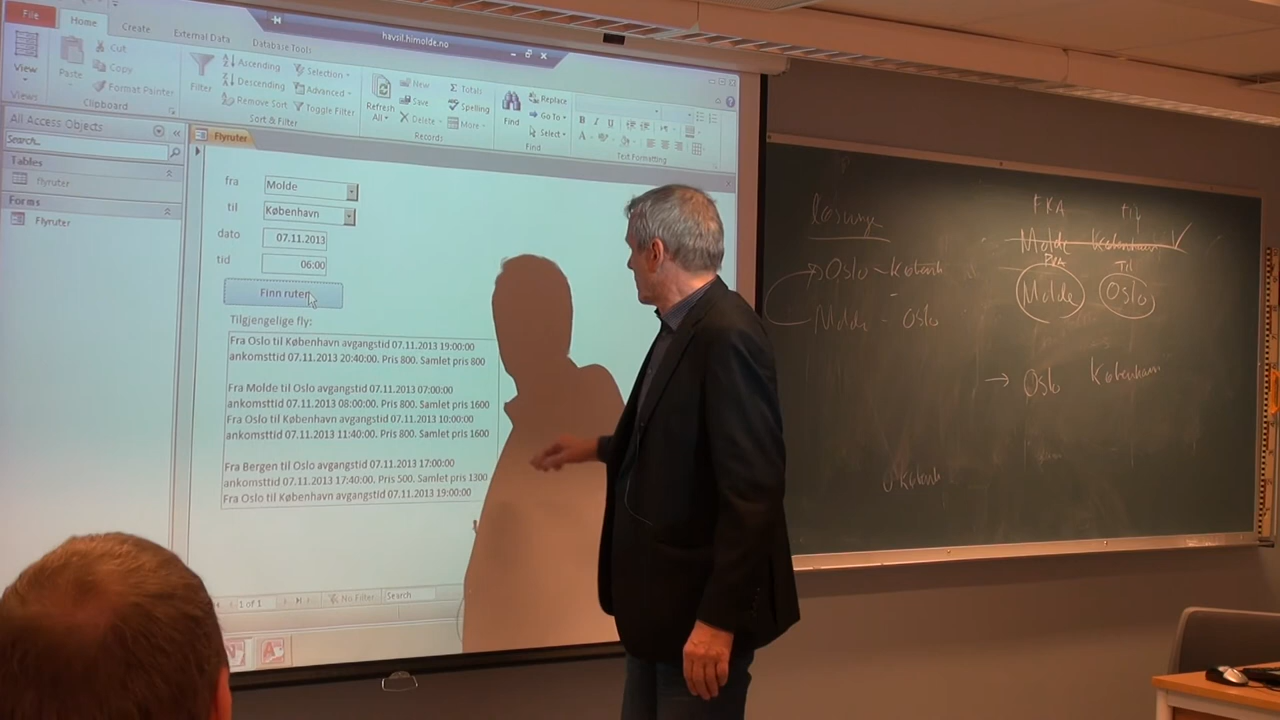 havsil.himolde.no
File Home Create External Data Database Tools
View
Views
Paste
Cut
Copy
Format Painter
Clipboard
Filter
Ascending
Descending
Remove Sort
Selection
Advanced
Toggle Filter
Sort & Filter
Refresh All
New
Save
Delete
Totals
Spelling
More
Records
Find
Replace
Go To
Select
Find
B I U
A
Text Formatting
All Access Objects
Search...
Tables
flyruter
Forms
Flyruter
Flyruter
fra Molde
til København
dato 07.11.2013
tid 06:00
Finn ruter
Tilgjengelige fly:
Fra Oslo til København avgangstid 07.11.2013 19:00:00
ankomsttid 07.11.2013 20:40:00. Pris 800. Samlet pris 800
Fra Molde til Oslo avgangstid 07.11.2013 07:00:00
ankomsttid 07.11.2013 08:00:00. Pris 800. Samlet pris 1600
Fra Oslo til København avgangstid 07.11.2013 10:00:00
ankomsttid 07.11.2013 11:40:00. Pris 800. Samlet pris 1600
Fra Bergen til Oslo avgangstid 07.11.2013 17:00:00
ankomsttid 07.11.2013 17:40:00. Pris 500. Samlet pris 1300
Fra Oslo til København avgangstid 07.11.2013 19:00:00
1 of 1 No Filter Search
FRA
Molde København
FRA Til
Molde Oslo
Oslo København
Oslo - Københ
Molde - Oslo